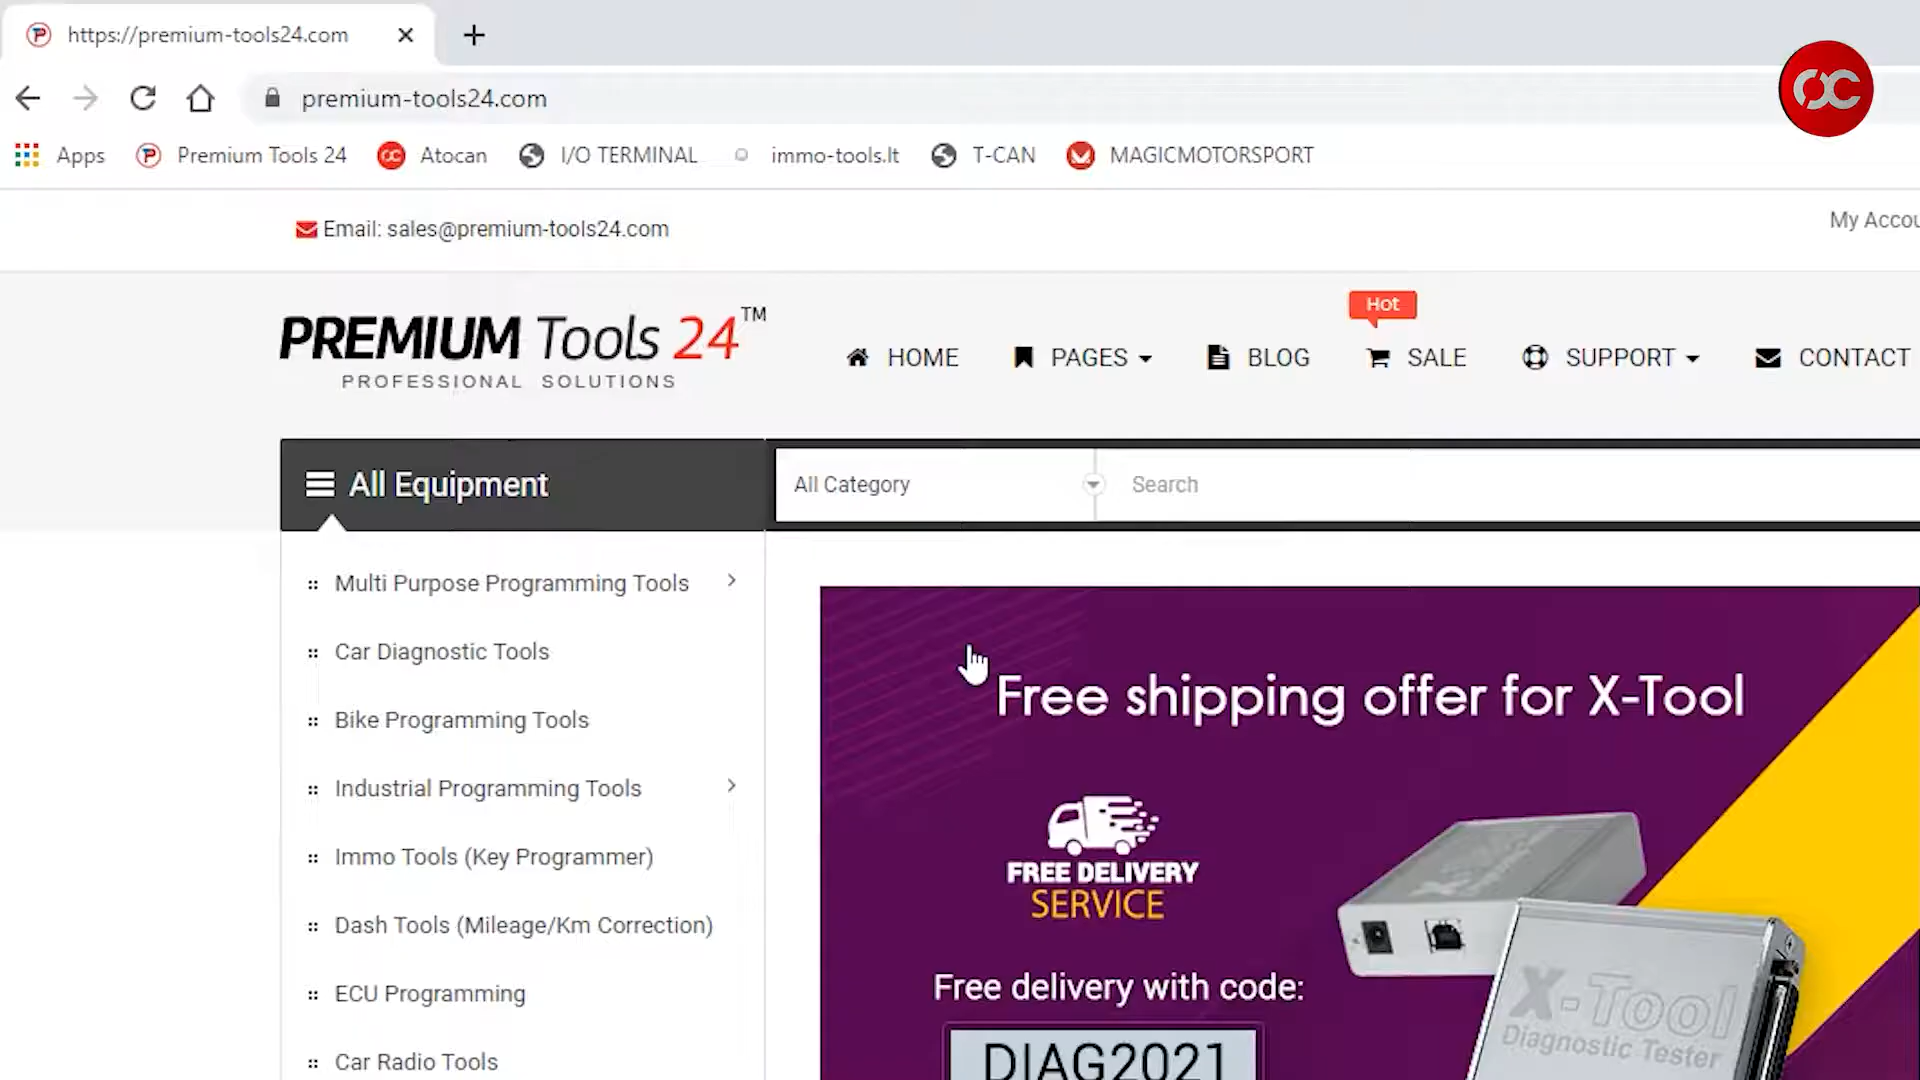 https://premium-tools24.com
premium-tools24.com
Apps Premium Tools 24 Atocan I/O TERMINAL immo-tools.lt T-CAN MAGICMOTORSPORT
Email: sales@premium-tools24.com
My Accou
PREMIUM Tools 24 TM
PROFESSIONAL SOLUTIONS
Hot
HOME PAGES BLOG SALE SUPPORT CONTACT
All Equipment
All Category
Search
Multi Purpose Programming Tools
Car Diagnostic Tools
Bike Programming Tools
Industrial Programming Tools
Immo Tools (Key Programmer)
Dash Tools (Mileage/Km Correction)
ECU Programming
Car Radio Tools
Free shipping offer for X-Tool
FREE DELIVERY
SERVICE
Free delivery with code:
DIAG2021
X-Tool
Diagnostic Tester